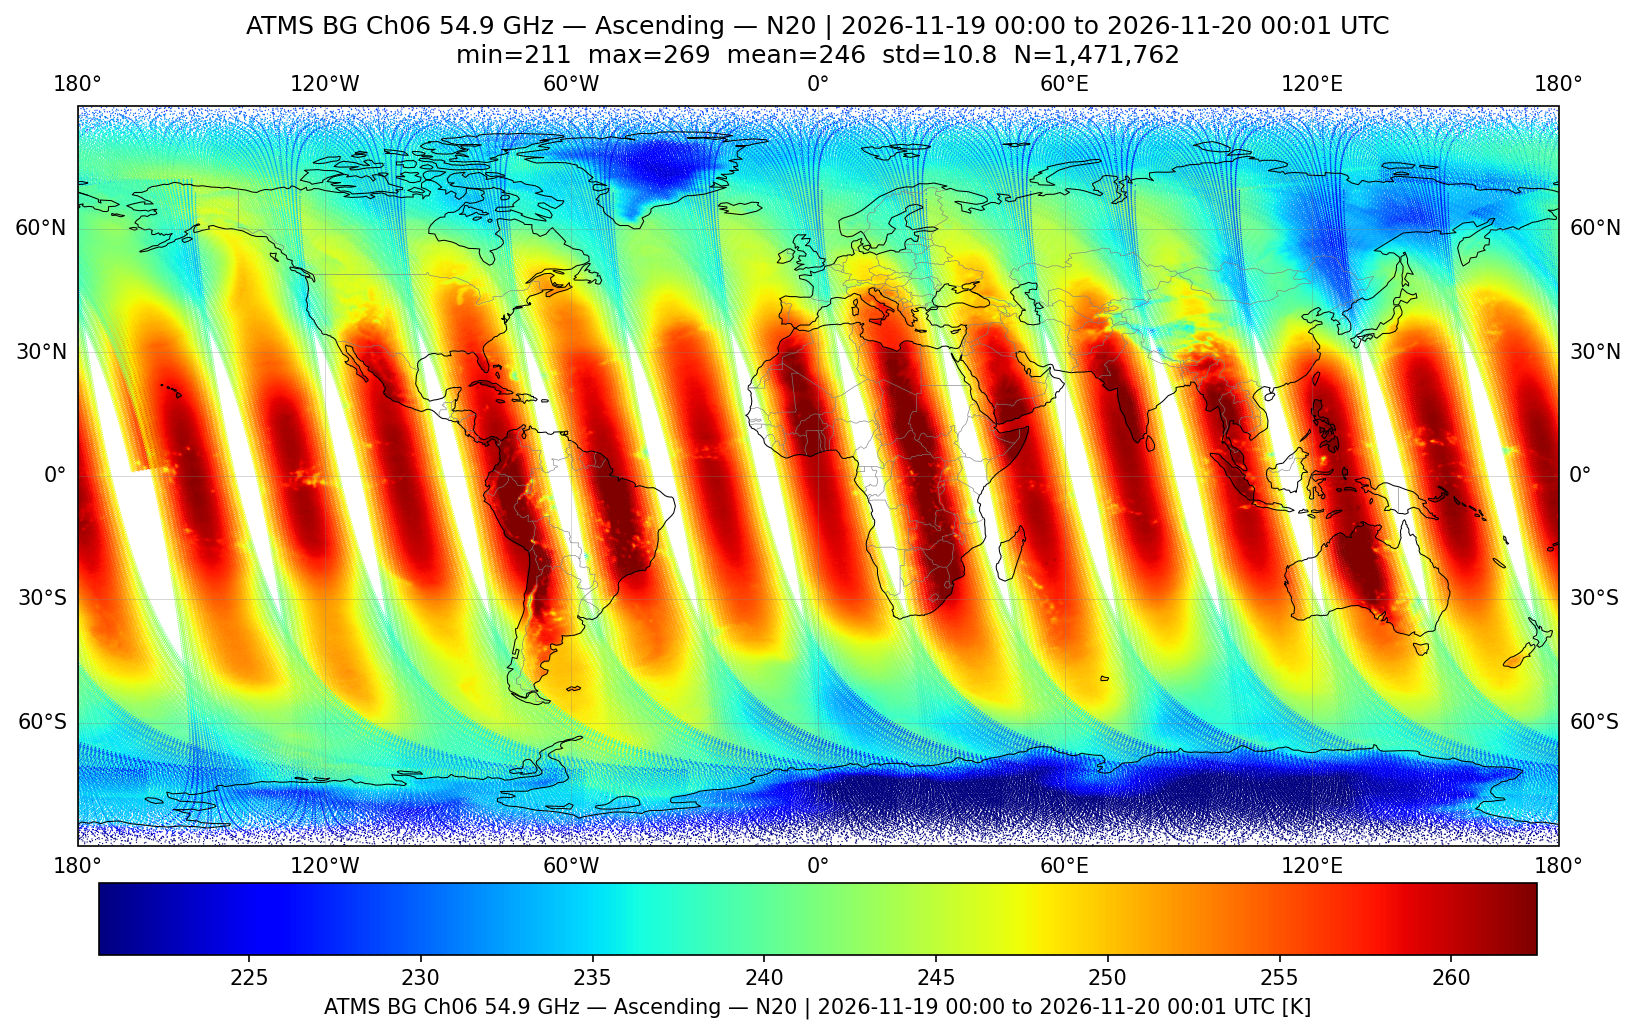 ATMS BG Ch06 54.9 GHz — Ascending — N20 | 2026-11-19 00:00 to 2026-11-20 00:01 UTC
min=211  max=269  mean=246  std=10.8  N=1,471,762
180° 120°W 60°W 0° 60°E 120°E 180°
60°N 60°N
30°N 30°N
0° 0°
30°S 30°S
60°S 60°S
180° 120°W 60°W 0° 60°E 120°E 180°
225 230 235 240 245 250 255 260
ATMS BG Ch06 54.9 GHz — Ascending — N20 | 2026-11-19 00:00 to 2026-11-20 00:01 UTC [K]